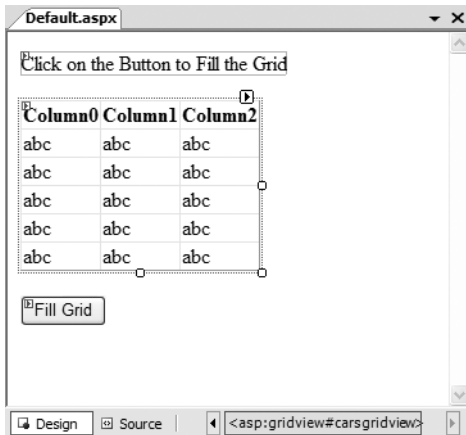 Default.aspx
Click on the Button to Fill the Grid
Column0 Column1 Column2
abc abc abc
abc abc abc
abc abc abc
abc abc abc
abc abc abc
Fill Grid
Design Source <asp:gridview#carsgridview>